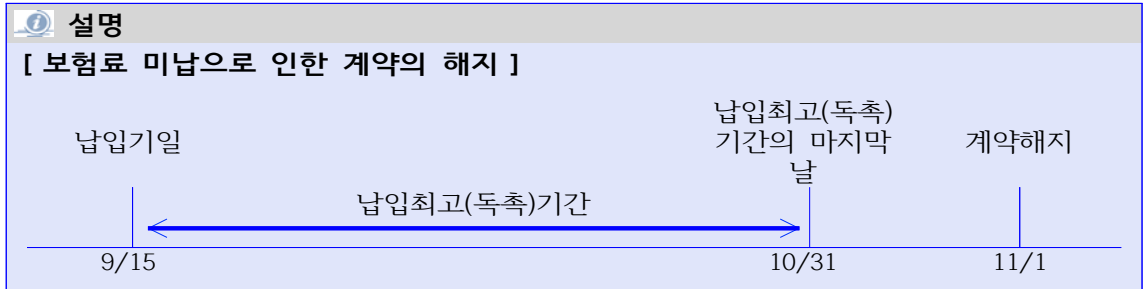 설명
[ 보험료 미납으로 인한 계약의 해지 ]
납입기일
납입최고(독촉)
기간의 마지막
날
계약해지
납입최고(독촉)기간
9/15
10/31
11/1